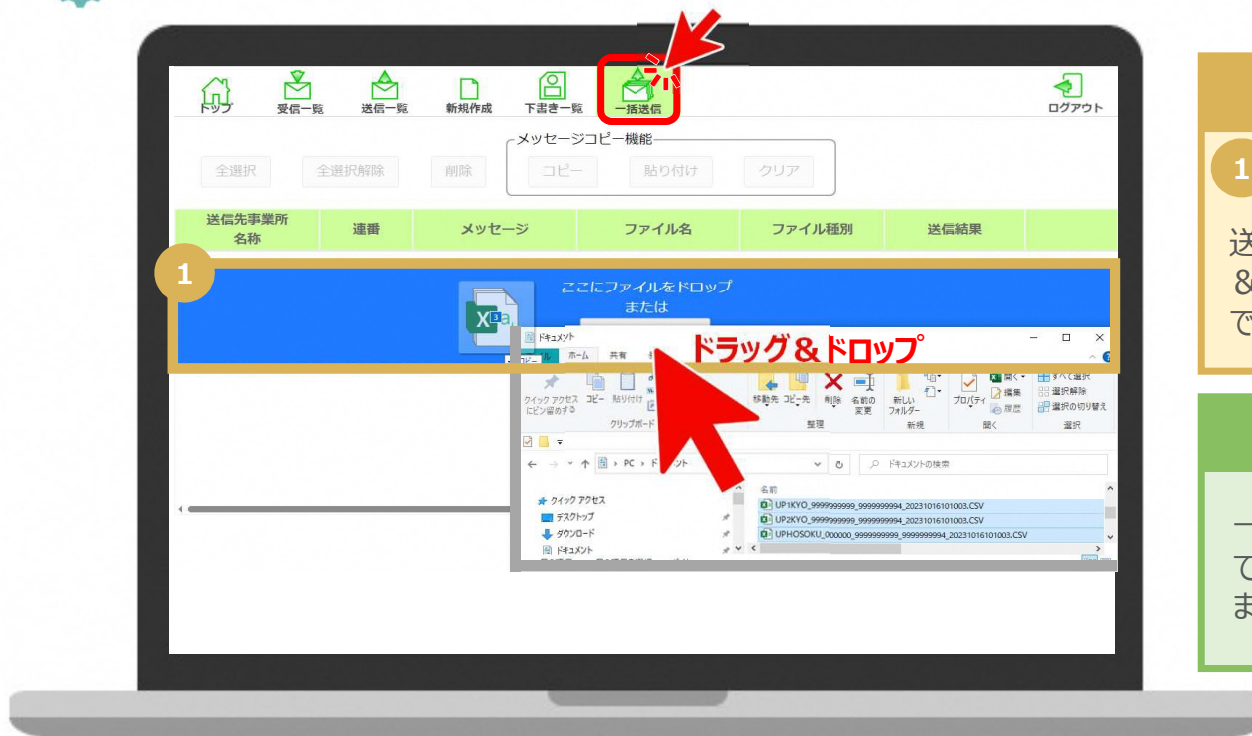 トップ
受信一覧
送信一覧
新規作成
下書き一覧
一括送信
ログアウト
メッセージコピー機能
全選択
全選択解除
削除
コピー
貼り付け
クリア
送信先事業所
名称
連番
メッセージ
ファイル名
ファイル種別
送信結果
1
ここにファイルをドロップ
または
ドラッグ&ドロップ
ドキュメント
ホーム
共有
クイック アクセス
にピン留めする
コピー
貼り付け
移動先
コピー先
削除
名前の
変更
新しい
フォルダー
プロパティ
開く
編集
履歴
すべて選択
選択解除
選択の切り替え
クリップボード
整理
新規
開く
選択
PC
ドキュメントの検索
クイック アクセス
デスクトップ
ダウンロード
ドキュメント
名前
UP1KYO_9999999999_9999999994_20231016101003.CSV
UP2KYO_9999999999_9999999994_20231016101003.CSV
UPHOSOKU_000000_9999999999_9999999994_20231016101003.CSV
1
送
&
で
一
て
ま